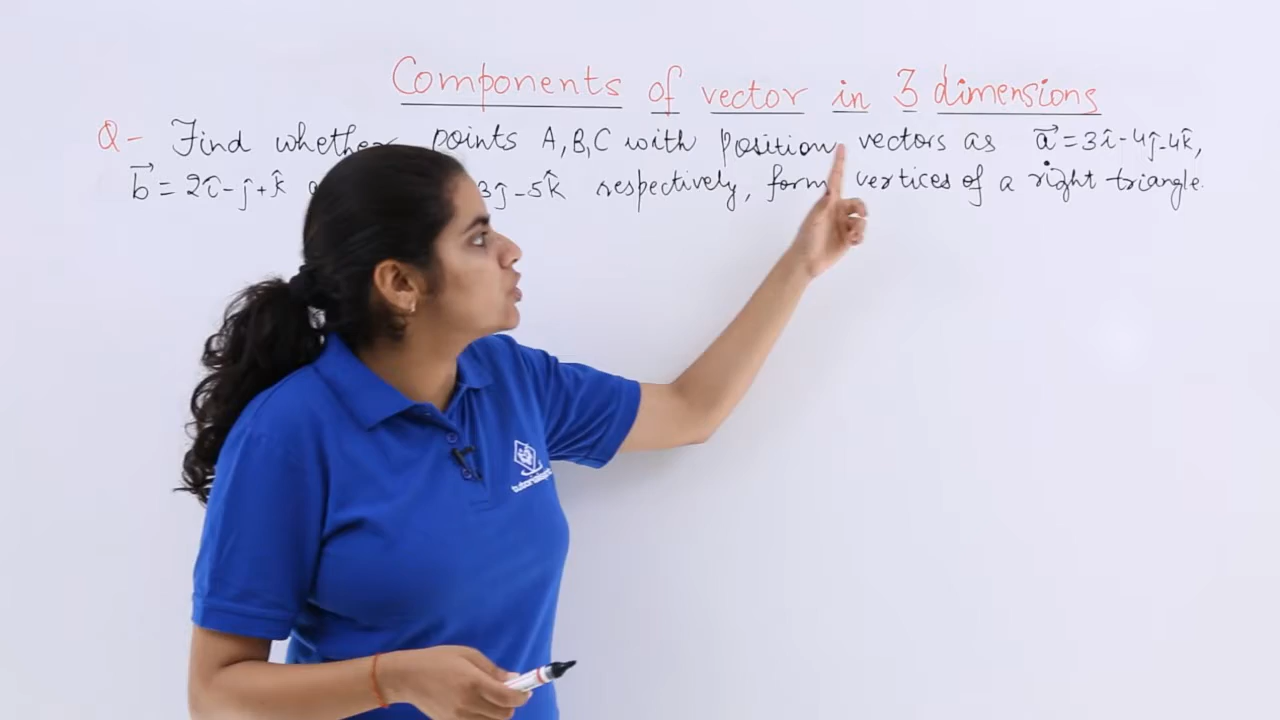 Components of vector in 3 dimensions
Q- Find whether points A,B,C with position vectors as a⃗ = 3î - 4ĵ - 4k̂,
b⃗ = 2î - ĵ + k̂ 3ĵ - 5k̂ respectively, form vertices of a right triangle.